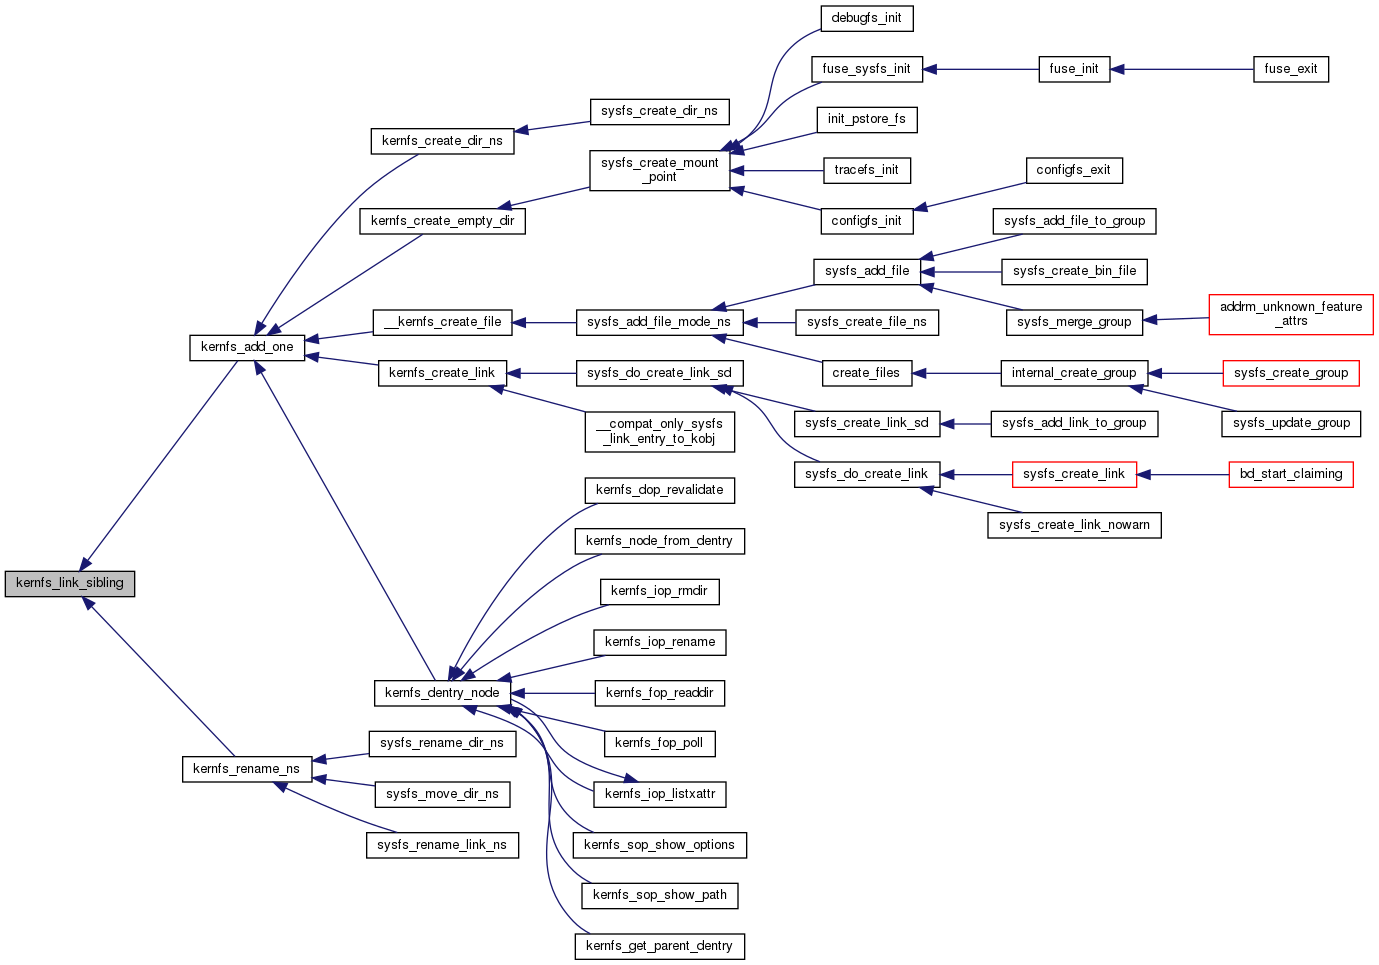 debugfs_init
fuse_sysfs_init
fuse_init
fuse_exit
sysfs_create_dir_ns
init_pstore_fs
kernfs_create_dir_ns
sysfs_create_mount
_point
tracefs_init
configfs_exit
kernfs_create_empty_dir
configfs_init
sysfs_add_file_to_group
sysfs_add_file
sysfs_create_bin_file
addrm_unknown_feature
_attrs
__kernfs_create_file
sysfs_add_file_mode_ns
sysfs_create_file_ns
sysfs_merge_group
kernfs_add_one
kernfs_create_link
sysfs_do_create_link_sd
create_files
internal_create_group
sysfs_create_group
__compat_only_sysfs
_link_entry_to_kobj
sysfs_create_link_sd
sysfs_add_link_to_group
sysfs_update_group
sysfs_do_create_link
sysfs_create_link
bd_start_claiming
kernfs_dop_revalidate
sysfs_create_link_nowarn
kernfs_node_from_dentry
kernfs_link_sibling
kernfs_iop_rmdir
kernfs_iop_rename
kernfs_dentry_node
kernfs_fop_readdir
kernfs_fop_poll
sysfs_rename_dir_ns
kernfs_rename_ns
sysfs_move_dir_ns
kernfs_iop_listxattr
sysfs_rename_link_ns
kernfs_sop_show_options
kernfs_sop_show_path
kernfs_get_parent_dentry